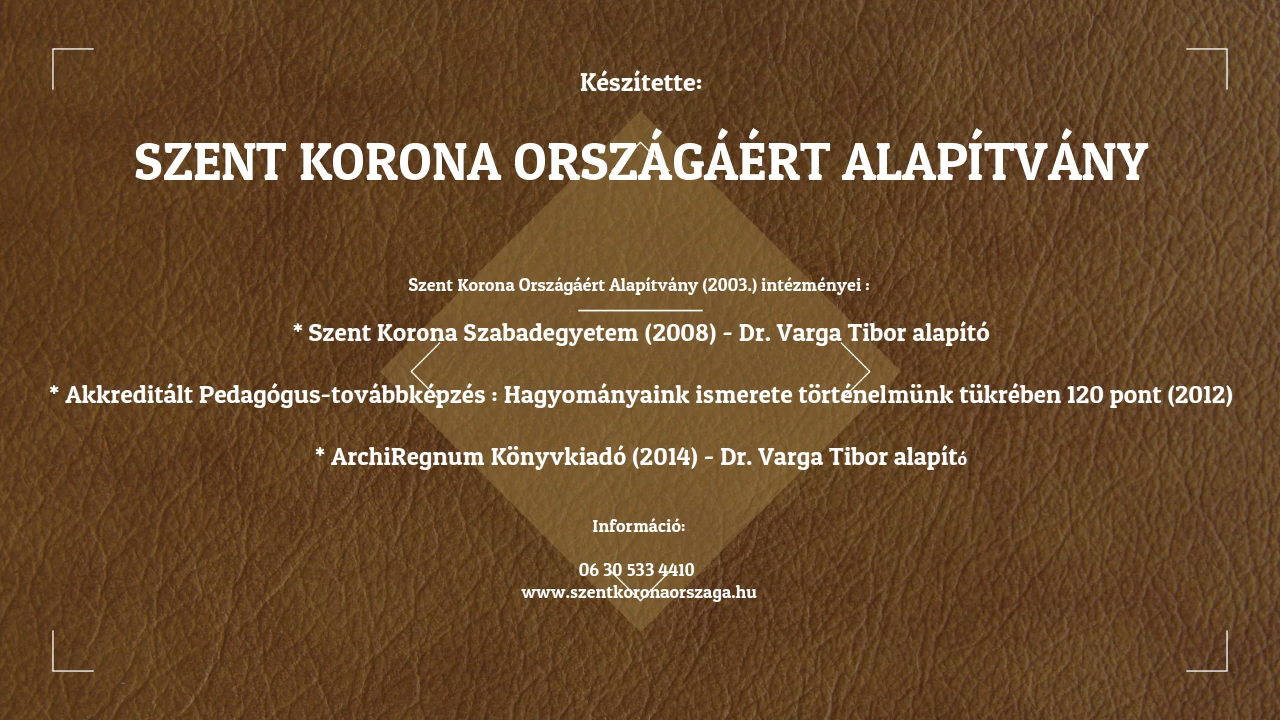 Készítette:
SZENT KORONA ORSZÁGÁÉRT ALAPÍTVÁNY
Szent Korona Országáért Alapítvány (2003.) intézményei :
* Szent Korona Szabadegyetem (2008) - Dr. Varga Tibor alapító
* Akkreditált Pedagógus-továbbképzés : Hagyományaink ismerete történelmünk tükrében 120 pont (2012)
* ArchiRegnum Könyvkiadó (2014) - Dr. Varga Tibor alapító
Információ:
06 30 533 4410
www.szentkoronaorszaga.hu